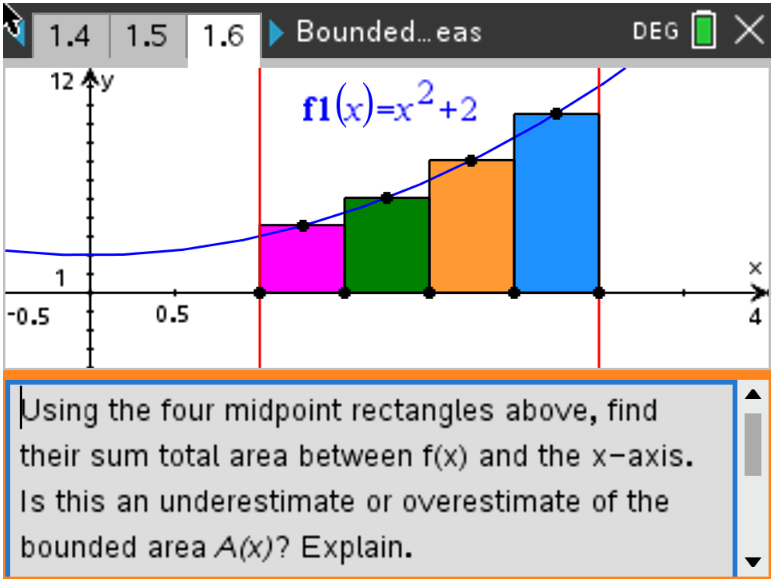 1.4 1.5 1.6 Bounded...eas DEG
12 y
f1(x)=x²+2
1
x
-0.5 0.5 4
Using the four midpoint rectangles above, find
their sum total area between f(x) and the x-axis.
Is this an underestimate or overestimate of the
bounded area A(x)? Explain.